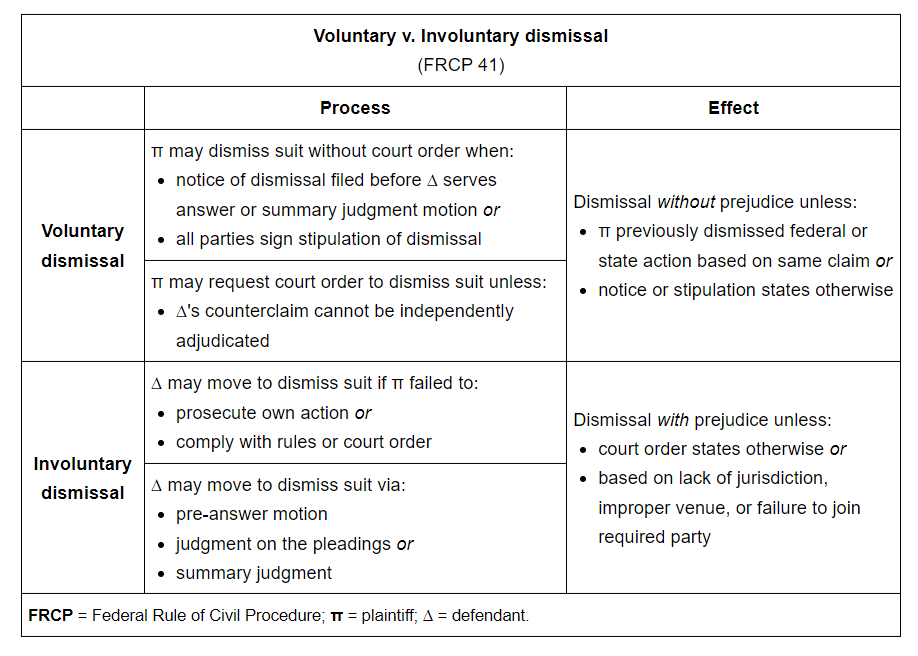 Voluntary v. Involuntary dismissal
(FRCP 41)
Process
Effect
Voluntary
dismissal
π may dismiss suit without court order when:
• notice of dismissal filed before Δ serves
answer or summary judgment motion or
• all parties sign stipulation of dismissal
π may request court order to dismiss suit unless:
• Δ's counterclaim cannot be independently
adjudicated
Dismissal without prejudice unless:
• π previously dismissed federal or
state action based on same claim or
• notice or stipulation states otherwise
Involuntary
dismissal
Δ may move to dismiss suit if π failed to:
• prosecute own action or
• comply with rules or court order
Δ may move to dismiss suit via:
• pre-answer motion
• judgment on the pleadings or
• summary judgment
Dismissal with prejudice unless:
• court order states otherwise or
• based on lack of jurisdiction,
improper venue, or failure to join
required party
FRCP = Federal Rule of Civil Procedure; π = plaintiff; Δ = defendant.